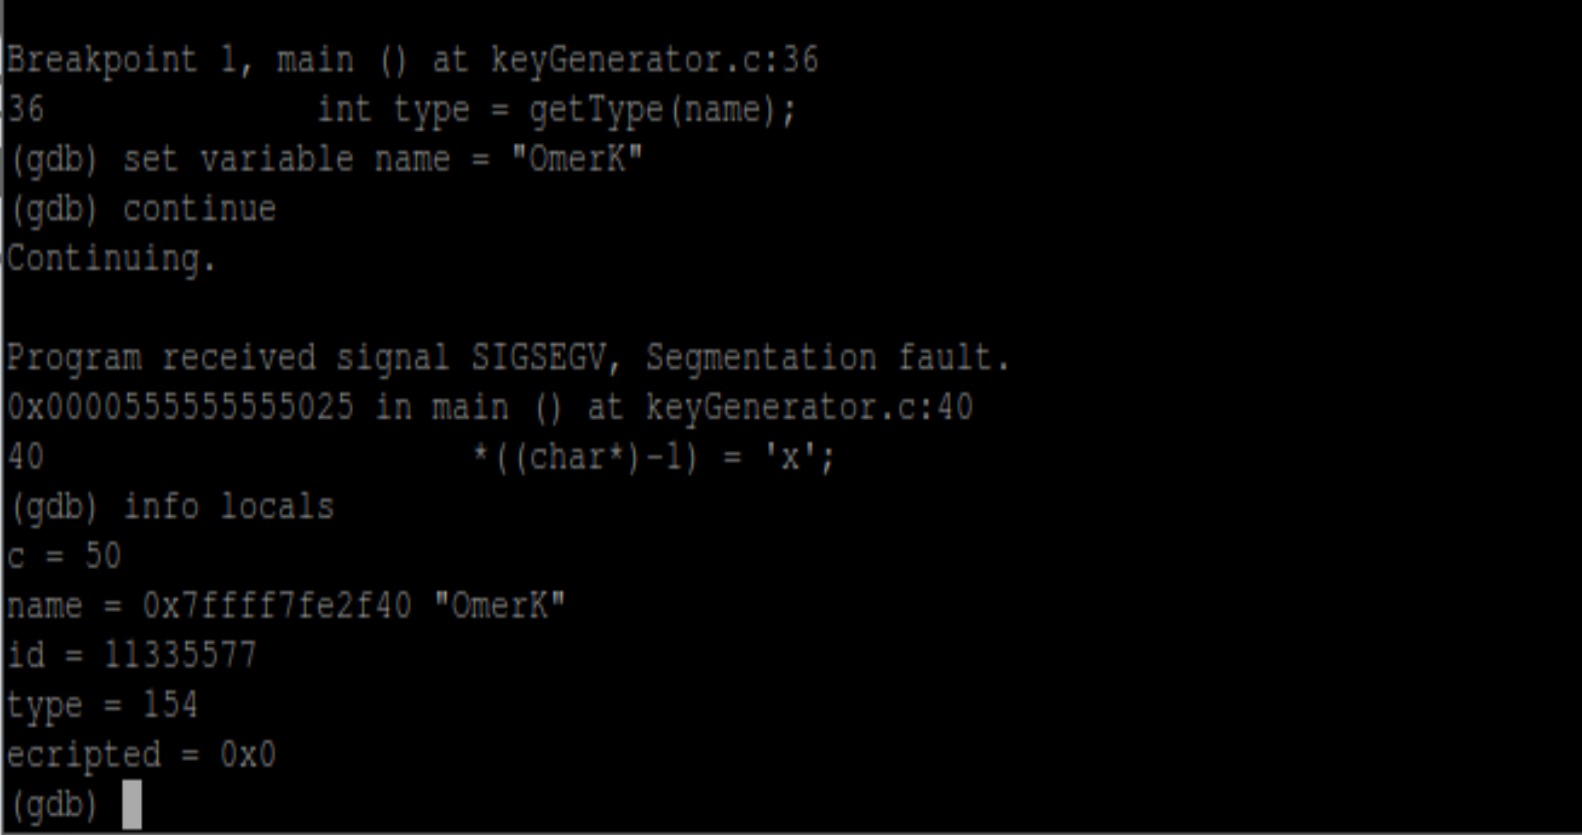 Breakpoint 1, main () at keyGenerator.c:36
36              int type = getType(name);
(gdb) set variable name = "OmerK"
(gdb) continue
Continuing.
Program received signal SIGSEGV, Segmentation fault.
0x0000555555555025 in main () at keyGenerator.c:40
40                      *((char*)-1) = 'x';
(gdb) info locals
c = 50
name = 0x7ffff7fe2f40 "OmerK"
id = 11335577
type = 154
ecripted = 0x0
(gdb)